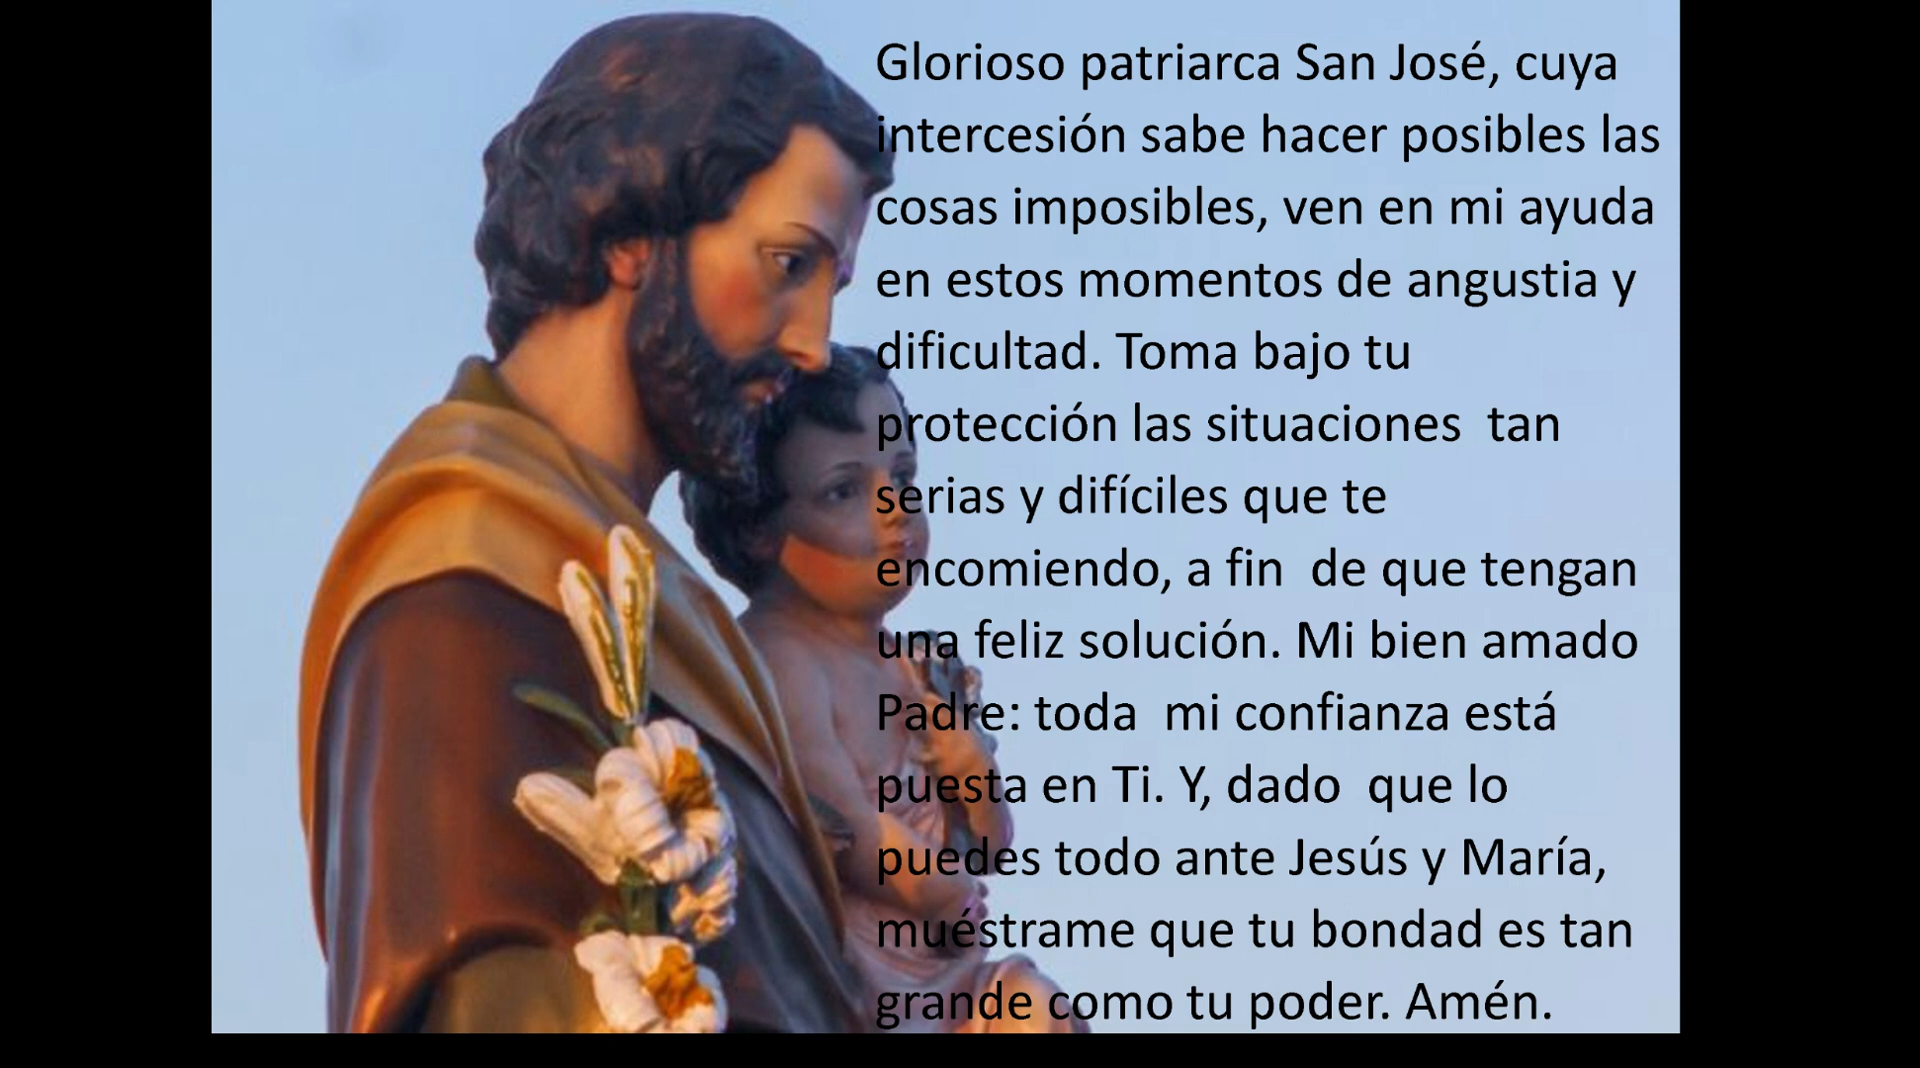 Glorioso patriarca San José, cuya
intercesión sabe hacer posibles las
cosas imposibles, ven en mi ayuda
en estos momentos de angustia y
dificultad. Toma bajo tu
protección las situaciones  tan
serias y difíciles que te
encomiendo, a fin  de que tengan
una feliz solución. Mi bien amado
Padre: toda  mi confianza está
puesta en Ti. Y, dado  que lo
puedes todo ante Jesús y María,
muéstrame que tu bondad es tan
grande como tu poder. Amén.